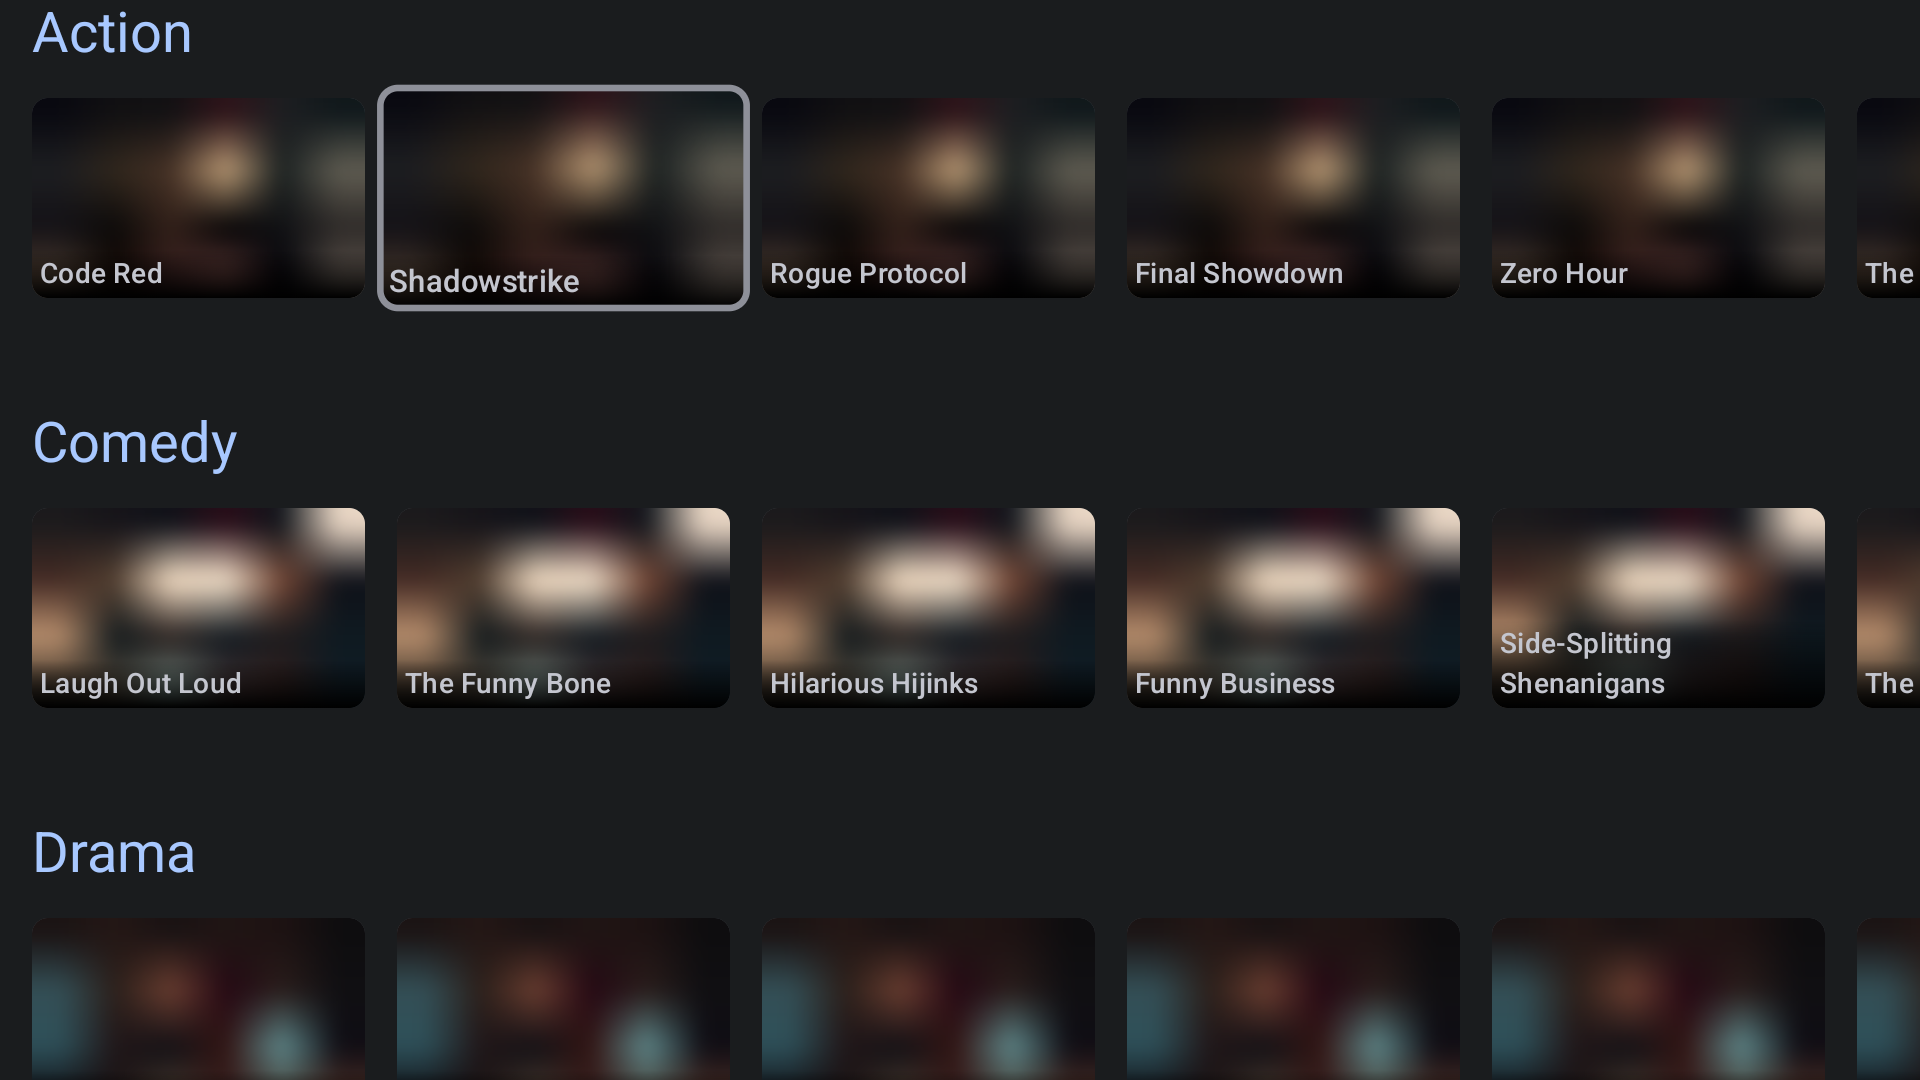 Action
Code Red
Shadowstrike
Rogue Protocol
Final Showdown
Zero Hour
The
Comedy
Laugh Out Loud
The Funny Bone
Hilarious Hijinks
Funny Business
Side-Splitting
Shenanigans
The
Drama